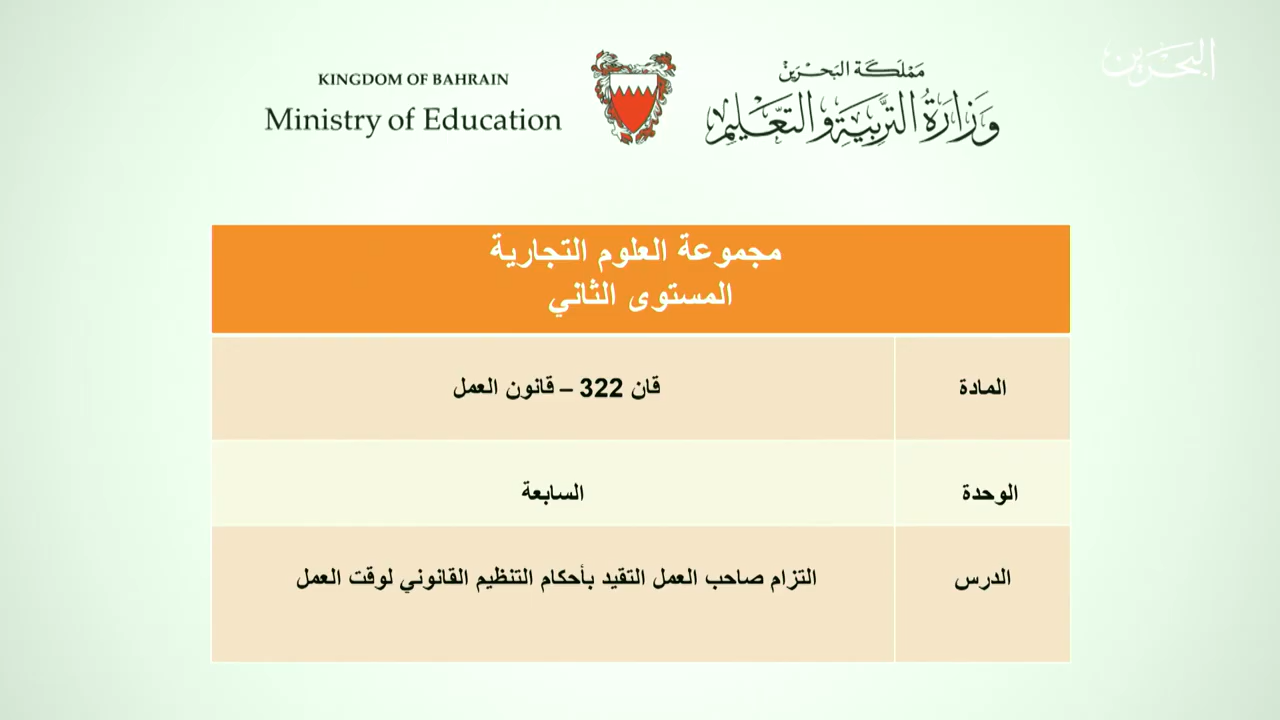 البحرين
مملكة البحرين
وزارة التربية والتعليم
KINGDOM OF BAHRAIN
Ministry of Education
مجموعة العلوم التجارية
المستوى الثاني
المادة
قان 322 – قانون العمل
الوحدة
السابعة
الدرس
التزام صاحب العمل التقيد بأحكام التنظيم القانوني لوقت العمل